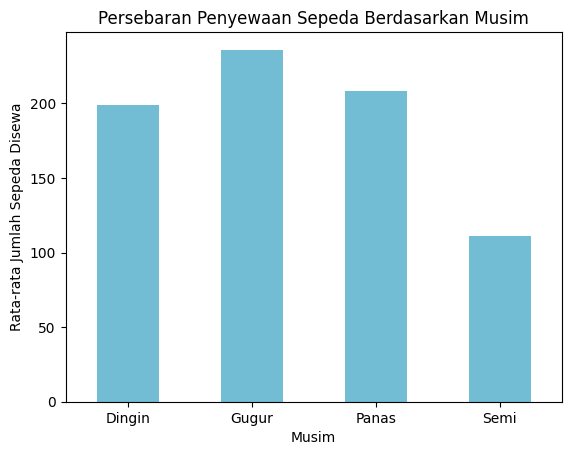 Persebaran Penyewaan Sepeda Berdasarkan Musim
Rata-rata Jumlah Sepeda Disewa
200
150
100
50
0
Dingin Gugur Panas Semi
Musim